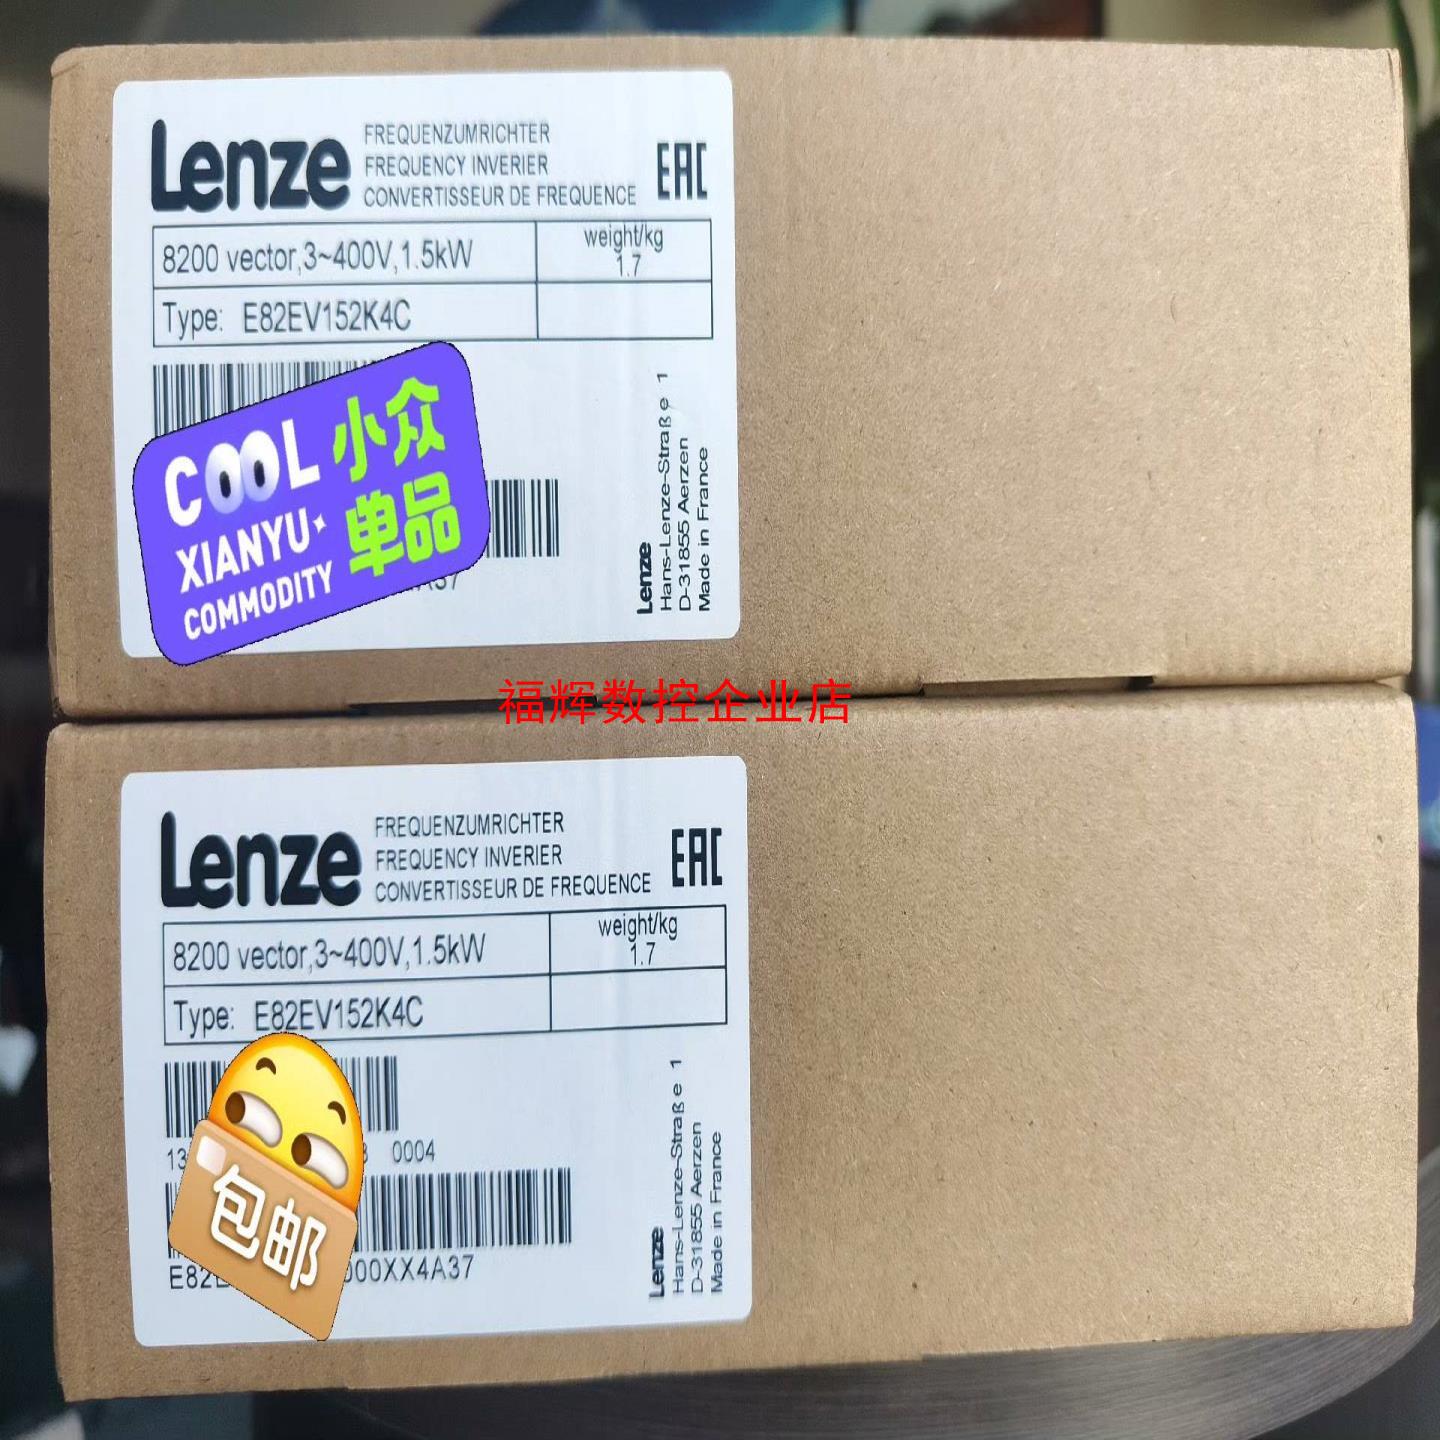 Lenze
FREQUENZUMRICHTER
FREQUENCY INVERIER
CONVERTISSEUR DE FREQUENCE
EAC
8200 vector,3~400V,1.5kW
weight/kg
1.7
Type: E82EV152K4C
COOL 小众
XIANYU 单品
COMMODITY
A37
Lenze
Hans-Lenze-Straße 1
D-31855 Aerzen
Made in France
福辉数控企业店
Lenze
FREQUENZUMRICHTER
FREQUENCY INVERIER
CONVERTISSEUR DE FREQUENCE
EAC
8200 vector,3~400V,1.5kW
weight/kg
1.7
Type: E82EV152K4C
13
0004
包邮
E82
000XX4A37
Lenze
Hans-Lenze-Straße 1
D-31855 Aerzen
Made in France